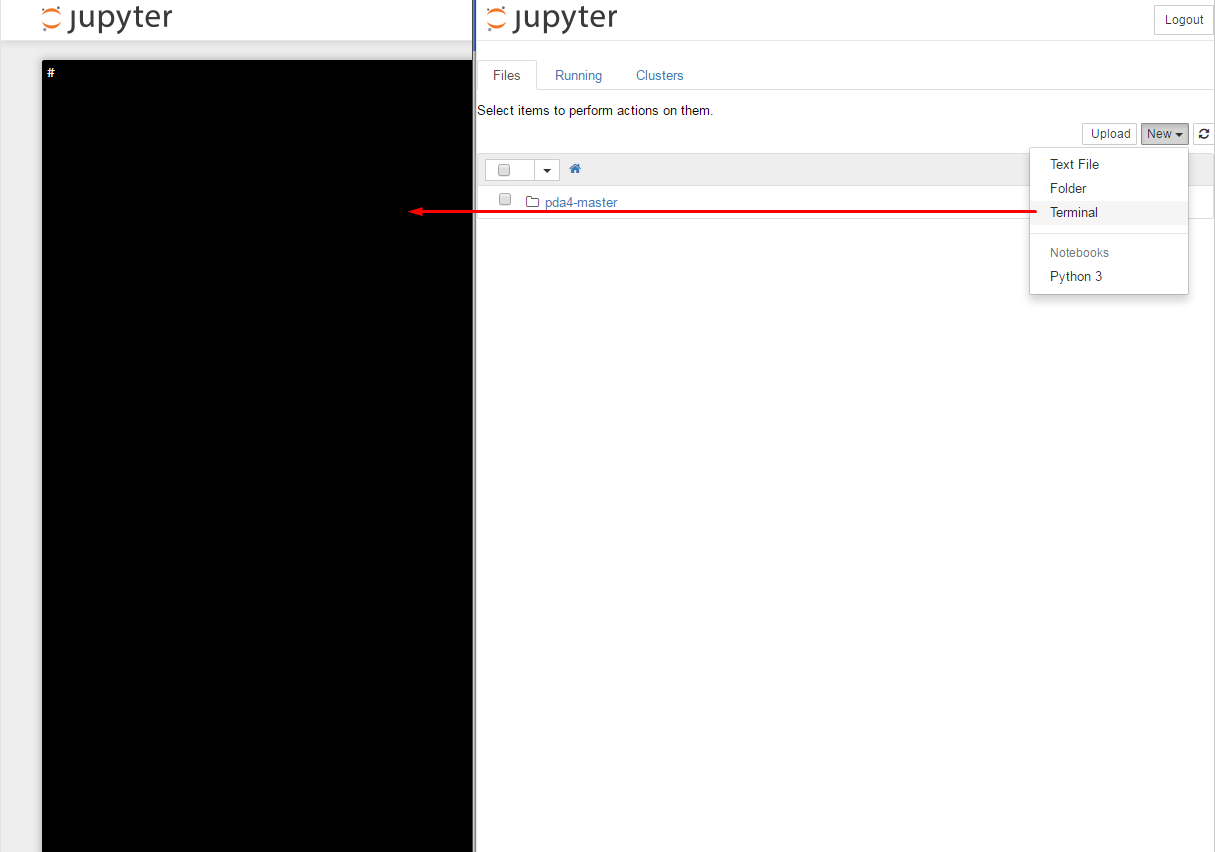 jupyter
#
jupyter
Logout
Files Running Clusters
Select items to perform actions on them.
Upload New
Text File
Folder
pda4-master
Terminal
Notebooks
Python 3